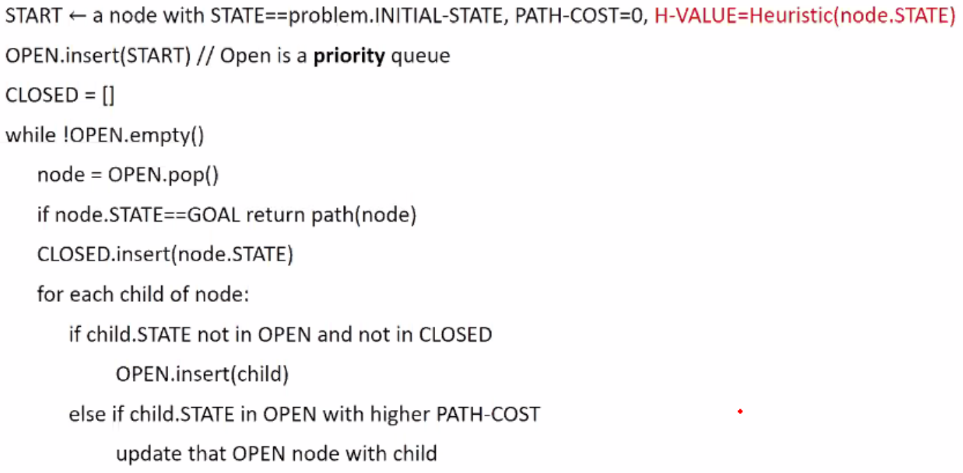 START ← a node with STATE==problem.INITIAL-STATE, PATH-COST=0, H-VALUE=Heuristic(node.STATE)
OPEN.insert(START) // Open is a priority queue
CLOSED = []
while !OPEN.empty()
node = OPEN.pop()
if node.STATE==GOAL return path(node)
CLOSED.insert(node.STATE)
for each child of node:
if child.STATE not in OPEN and not in CLOSED
OPEN.insert(child)
else if child.STATE in OPEN with higher PATH-COST
update that OPEN node with child